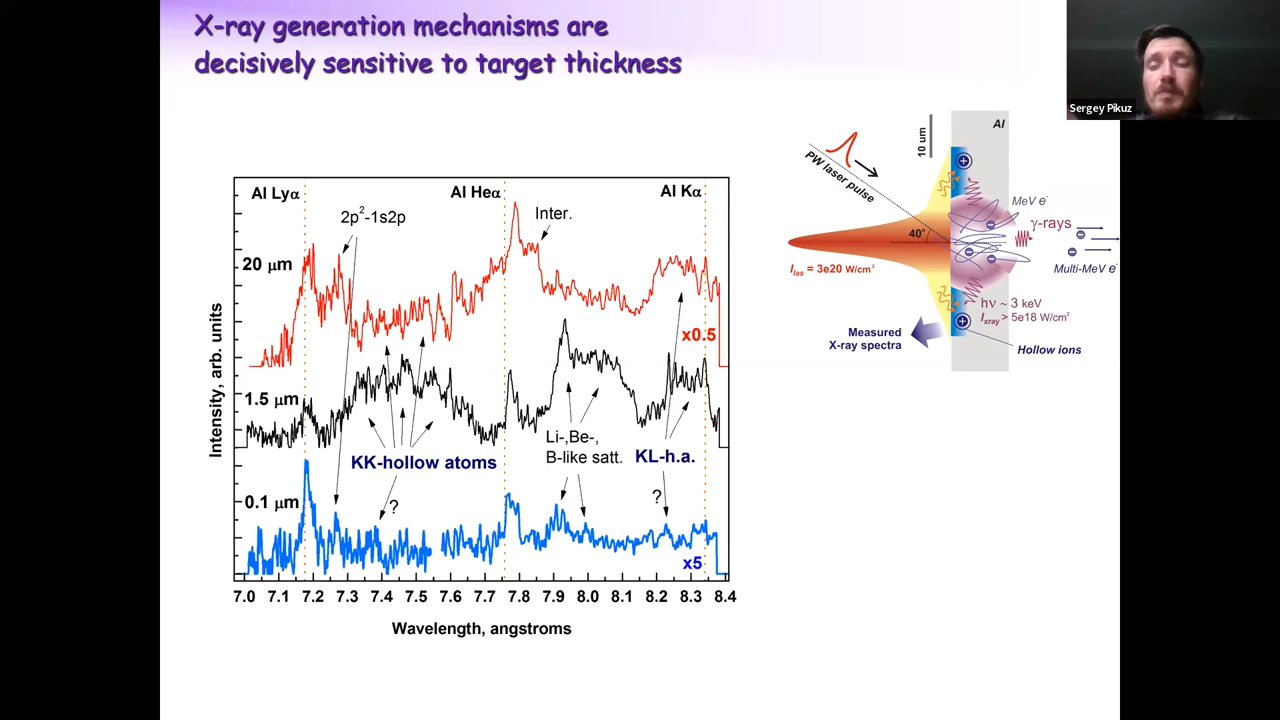 X-ray generation mechanisms are
decisively sensitive to target thickness
Sergey Pikuz
Al Lyα
Al Heα
Al Kα
2p²-1s2p
Inter.
20 μm
x0.5
1.5 μm
Li-,Be-,
B-like satt.
KK-hollow atoms
KL-h.a.
0.1 μm
?
?
x5
Intensity, arb. units
7.0 7.1 7.2 7.3 7.4 7.5 7.6 7.7 7.8 7.9 8.0 8.1 8.2 8.3 8.4
Wavelength, angstroms
10 um
Al
PW laser pulse
40°
MeV e⁻
γ-rays
Multi-MeV e⁻
I las = 3e20 W/cm²
hν ~ 3 keV
I xray > 5e18 W/cm²
Measured
X-ray spectra
Hollow ions